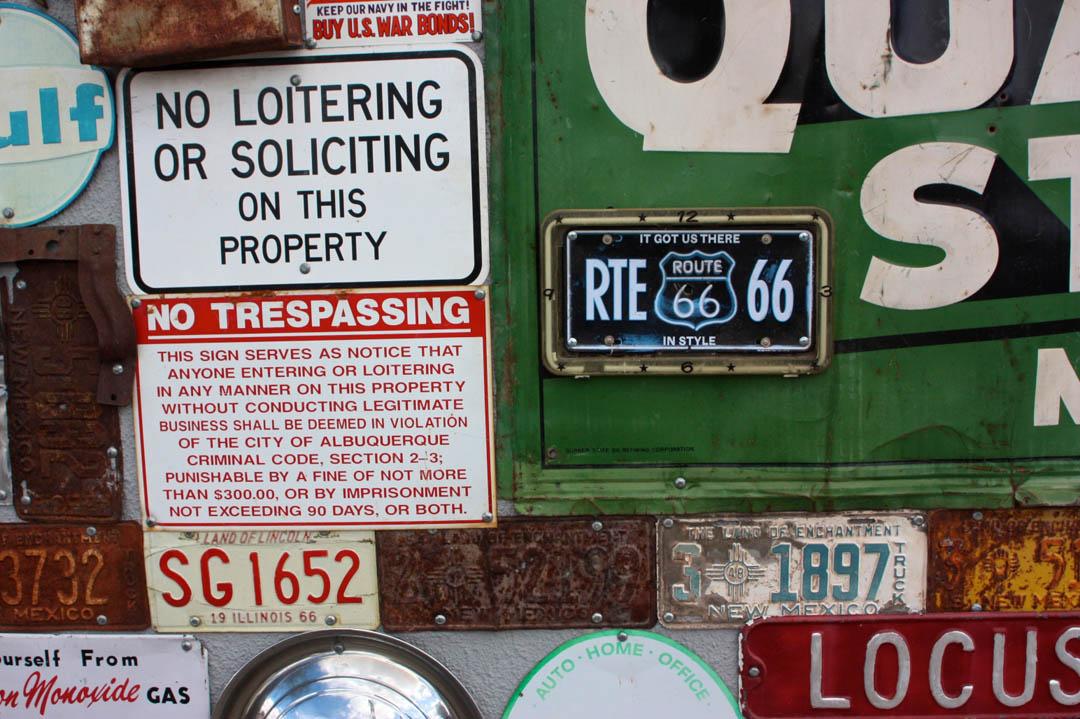 KEEP OUR NAVY IN THE FIGHT!
BUY U.S. WAR BONDS!
ulf
NO LOITERING
OR SOLICITING
ON THIS
PROPERTY
NO TRESPASSING
THIS SIGN SERVES AS NOTICE THAT
ANYONE ENTERING OR LOITERING
IN ANY MANNER ON THIS PROPERTY
WITHOUT CONDUCTING LEGITIMATE
BUSINESS SHALL BE DEEMED IN VIOLATION
OF THE CITY OF ALBUQUERQUE
CRIMINAL CODE, SECTION 2-3;
PUNISHABLE BY A FINE OF NOT MORE
THAN $300.00, OR BY IMPRISONMENT
NOT EXCEEDING 90 DAYS, OR BOTH.
QUA
ST
12
9
3
6
IT GOT US THERE
RTE ROUTE 66 66
IN STYLE
NEW MEXICO
3732
MEXICO
LAND OF LINCOLN
SG 1652
19 ILLINOIS 66
THE LAND OF ENCHANTMENT
3 48 1897 TRUCK
NEW MEXICO
urself From
on Monoxide GAS
AUTO · HOME · OFFICE
LOCUS